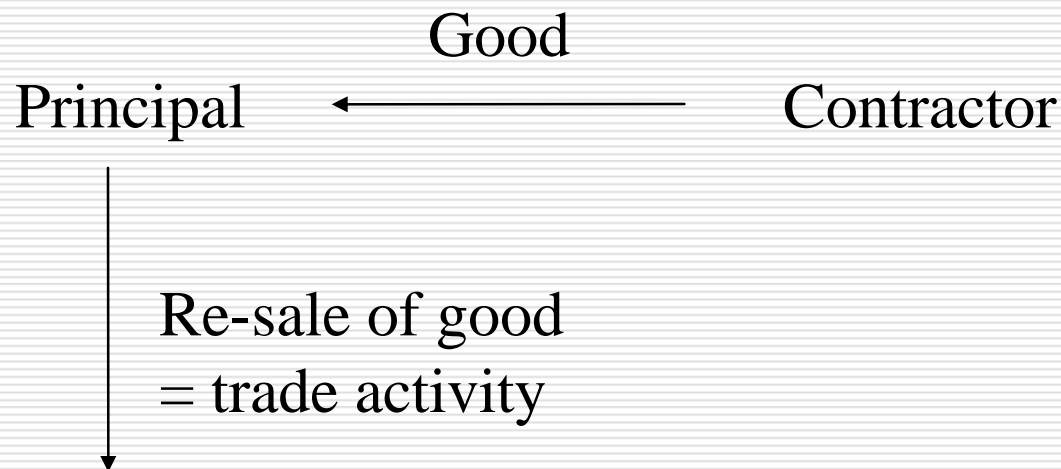 Good
Principal
Contractor
Re-sale of good
= trade activity